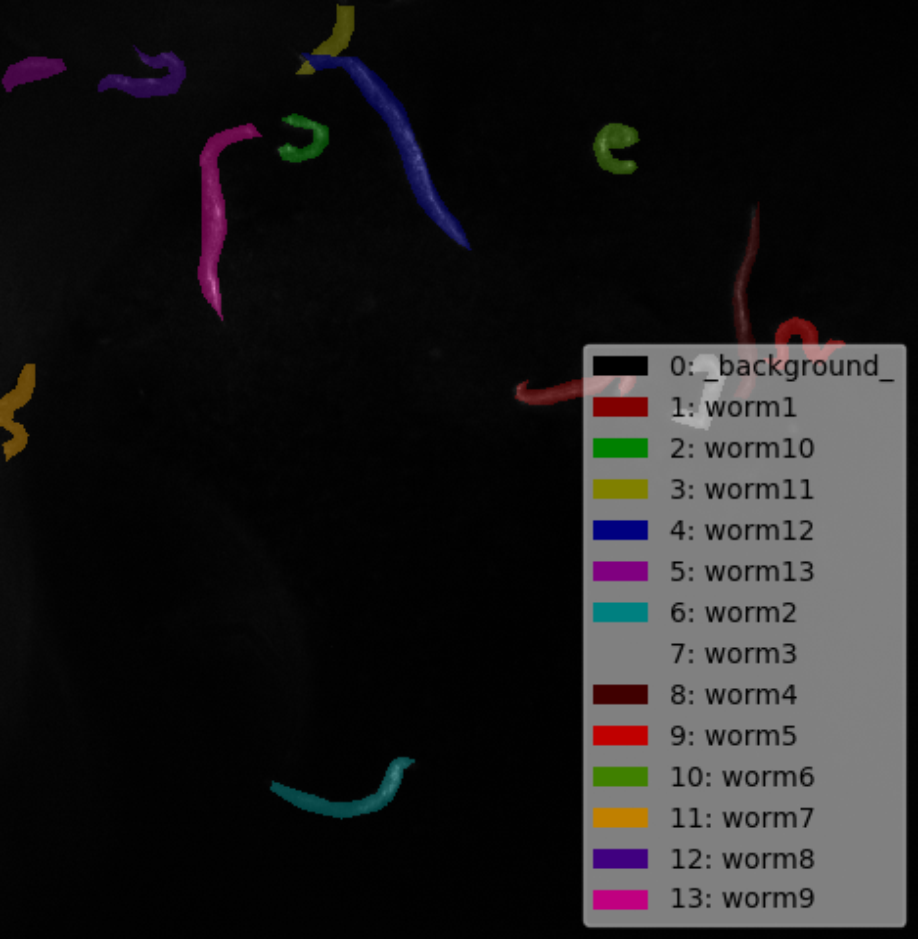 0: _background_
1: worm1
2: worm10
3: worm11
4: worm12
5: worm13
6: worm2
7: worm3
8: worm4
9: worm5
10: worm6
11: worm7
12: worm8
13: worm9